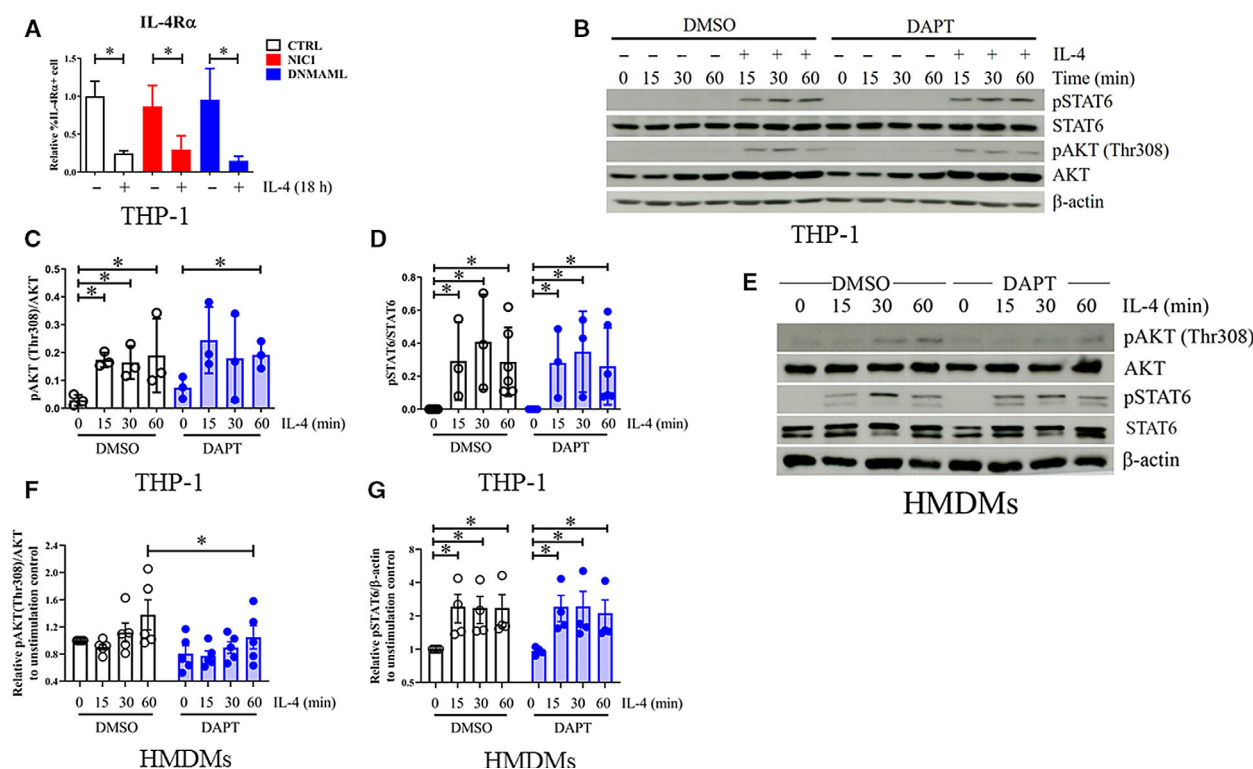 A
IL-4Rα
CTRL
NIC1
DNMAML
* * *
Relative %IL-4Rα+ cell
1.5
1.0
0.5
0.0
– + – + – + IL-4 (18 h)
THP-1
B
DMSO DAPT
– – – – + + + – – – – + + + IL-4
0 15 30 60 15 30 60 0 15 30 60 15 30 60 Time (min)
pSTAT6
STAT6
pAKT (Thr308)
AKT
β-actin
THP-1
C
pAKT (Thr308)/AKT
0.5
0.4
0.3
0.2
0.1
0.0
* * * *
0 15 30 60 0 15 30 60 IL-4 (min)
DMSO DAPT
THP-1
D
pSTAT6/STAT6
0.8
0.6
0.4
0.2
0.0
* * * * * *
0 15 30 60 0 15 30 60 IL-4 (min)
DMSO DAPT
THP-1
E
DMSO DAPT
0 15 30 60 0 15 30 60 IL-4 (min)
pAKT (Thr308)
AKT
pSTAT6
STAT6
β-actin
HMDMs
F
Relative pAKT(Thr308)/AKT
to unstimulation control
2.4
2.0
1.6
1.2
0.8
0.4
*
0 15 30 60 0 15 30 60 IL-4 (min)
DMSO DAPT
HMDMs
G
Relative pSTAT6/β-actin
to unstimulation control
8
4
2
1
0.5
* * * * * *
0 15 30 60 0 15 30 60 IL-4 (min)
DMSO DAPT
HMDMs